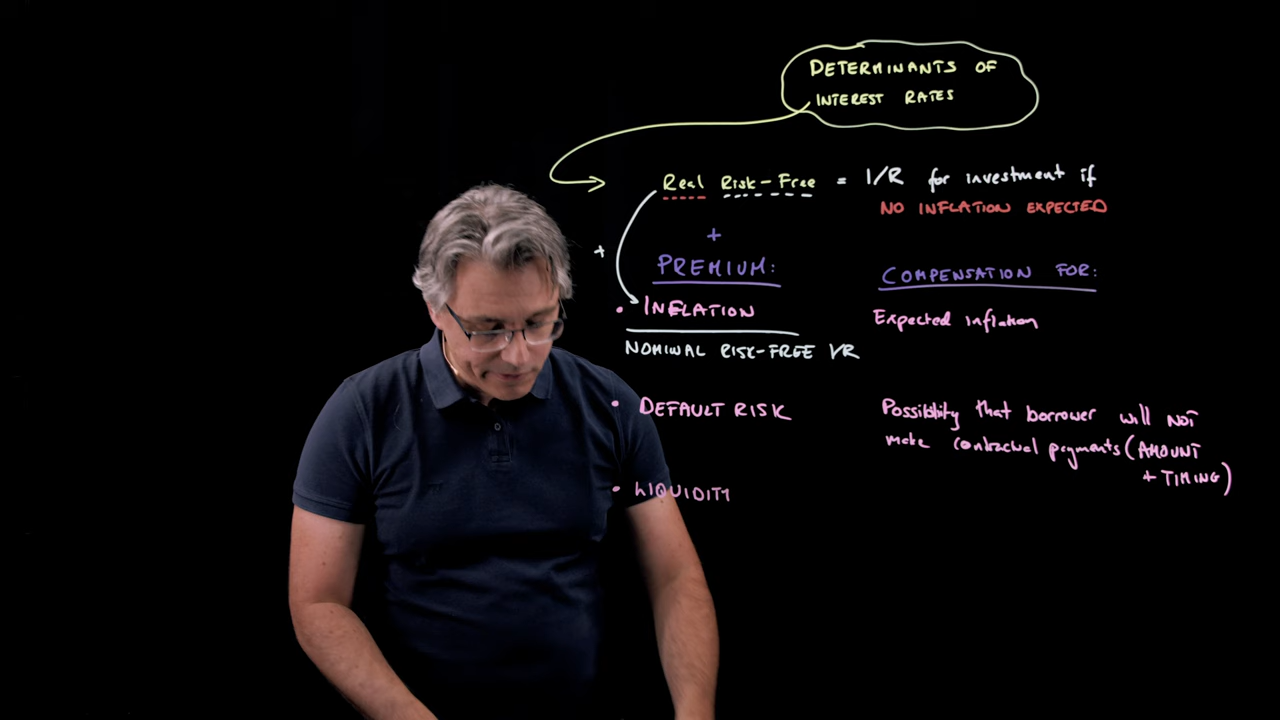 DETERMINANTS OF
INTEREST RATES
Real Risk-Free = I/R for investment if
NO INFLATION EXPECTED
+
+
PREMIUM:
COMPENSATION FOR:
• INFLATION
Expected inflation
NOMINAL RISK-FREE I/R
• DEFAULT RISK
Possibility that borrower will NOT
make contractual payments (AMOUNT
+ TIMING)
• LIQUIDITY